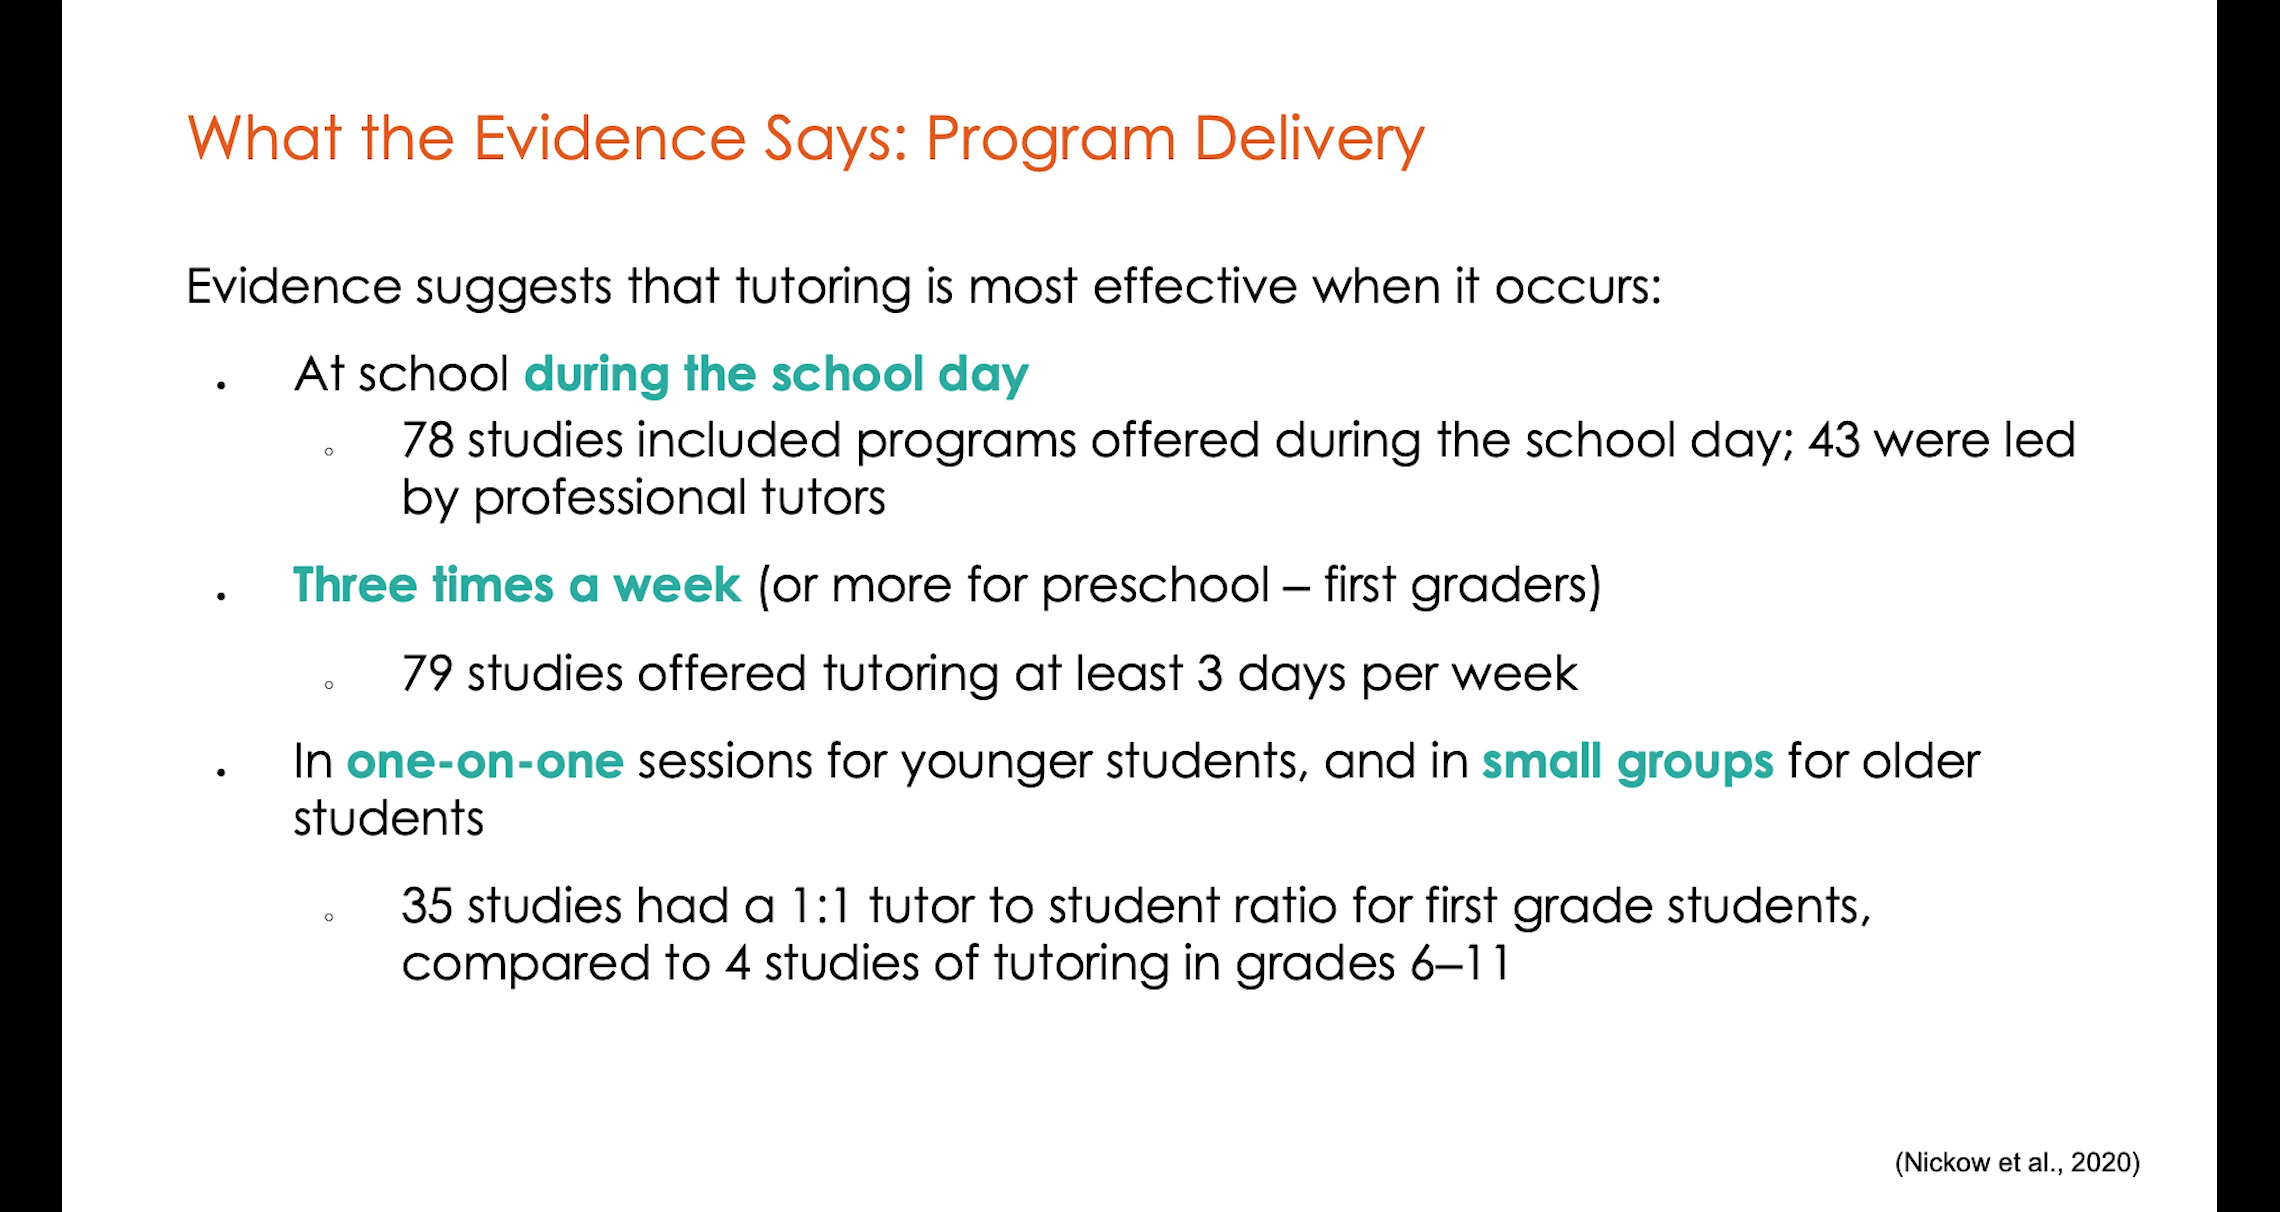 What the Evidence Says: Program Delivery
Evidence suggests that tutoring is most effective when it occurs:
• At school during the school day
◦ 78 studies included programs offered during the school day; 43 were led
by professional tutors
• Three times a week (or more for preschool – first graders)
◦ 79 studies offered tutoring at least 3 days per week
• In one-on-one sessions for younger students, and in small groups for older
students
◦ 35 studies had a 1:1 tutor to student ratio for first grade students,
compared to 4 studies of tutoring in grades 6–11
(Nickow et al., 2020)